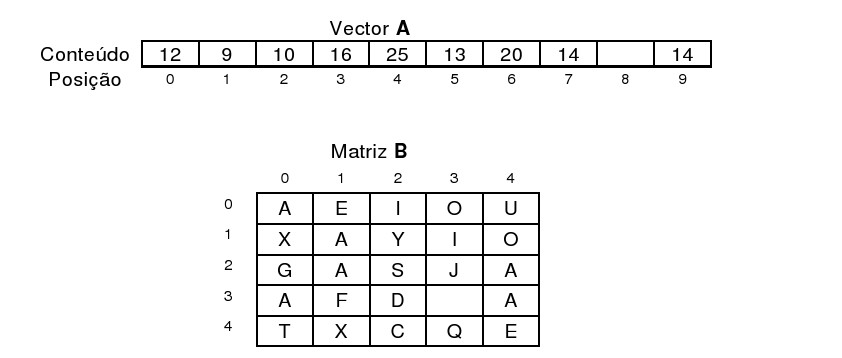 Vector A
Conteúdo 12 9 10 16 25 13 20 14 14
Posição 0 1 2 3 4 5 6 7 8 9
Matriz B
0 1 2 3 4
0 A E I O U
1 X A Y I O
2 G A S J A
3 A F D A
4 T X C Q E